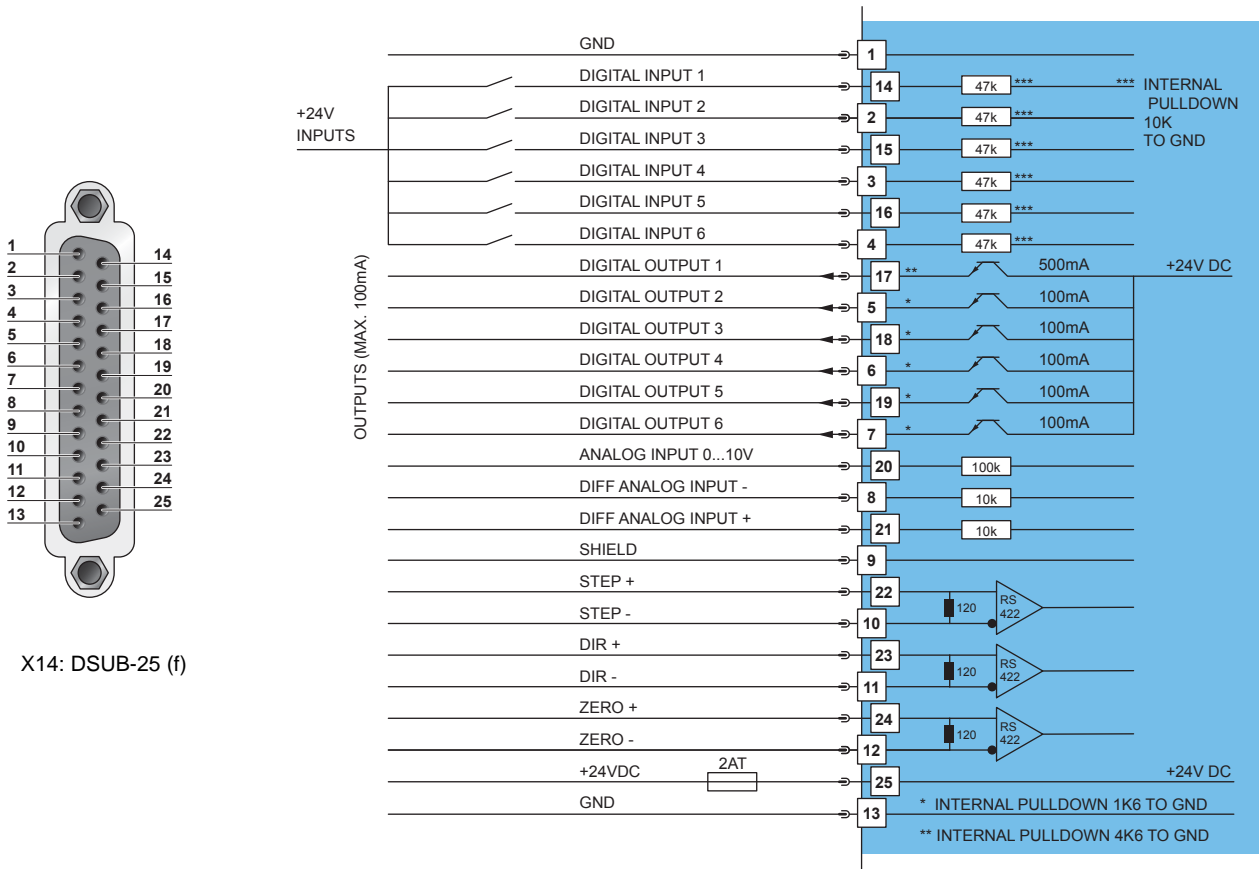 1
2
3
4
5
6
7
8
9
10
11
12
13
14
15
16
17
18
19
20
21
22
23
24
25
X14: DSUB-25 (f)
+24V
INPUTS
OUTPUTS (MAX. 100mA)
GND 1
DIGITAL INPUT 1 14 47k ***
DIGITAL INPUT 2 2 47k ***
DIGITAL INPUT 3 15 47k ***
DIGITAL INPUT 4 3 47k ***
DIGITAL INPUT 5 16 47k ***
DIGITAL INPUT 6 4 47k ***
*** INTERNAL
PULLDOWN
10K
TO GND
DIGITAL OUTPUT 1 17 ** 500mA +24V DC
DIGITAL OUTPUT 2 5 * 100mA
DIGITAL OUTPUT 3 18 * 100mA
DIGITAL OUTPUT 4 6 * 100mA
DIGITAL OUTPUT 5 19 * 100mA
DIGITAL OUTPUT 6 7 * 100mA
ANALOG INPUT 0...10V 20 100k
DIFF ANALOG INPUT - 8 10k
DIFF ANALOG INPUT + 21 10k
SHIELD 9
STEP + 22
STEP - 10
120
RS
422
DIR + 23
DIR - 11
120
RS
422
ZERO + 24
ZERO - 12
120
RS
422
+24VDC 2AT 25 +24V DC
GND 13
* INTERNAL PULLDOWN 1K6 TO GND
** INTERNAL PULLDOWN 4K6 TO GND